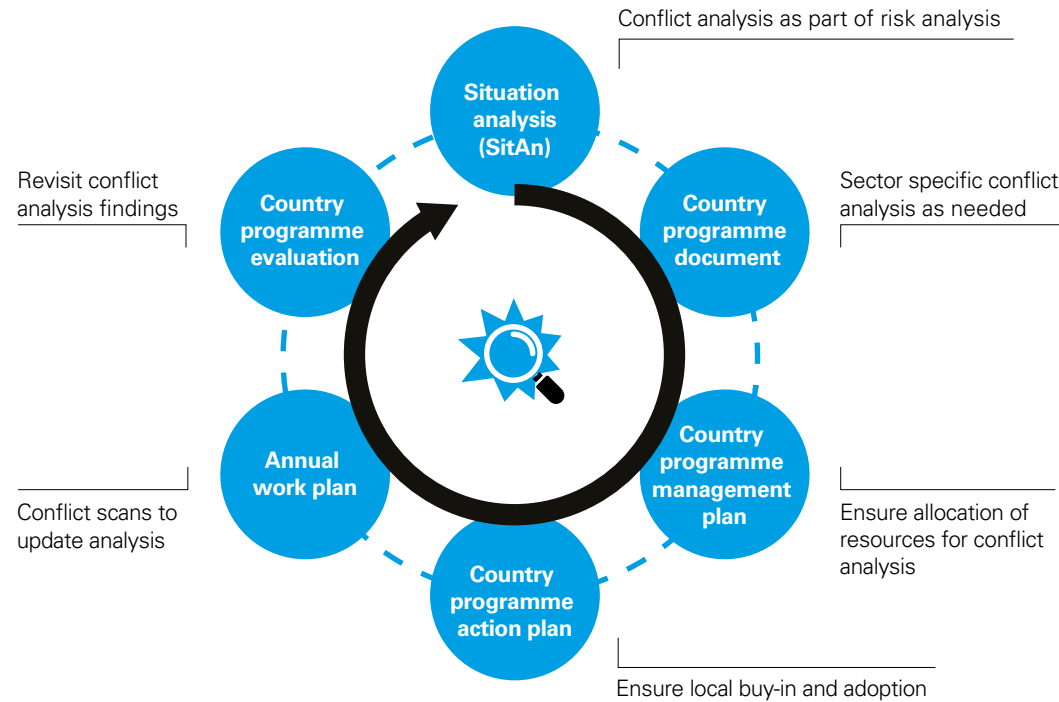 Conflict analysis as part of risk analysis
Situation
analysis
(SitAn)
Sector specific conflict
analysis as needed
Country
programme
document
Ensure allocation of
resources for conflict
analysis
Country
programme
management
plan
Ensure local buy-in and adoption
Country
programme
action plan
Conflict scans to
update analysis
Annual
work plan
Revisit conflict
analysis findings
Country
programme
evaluation